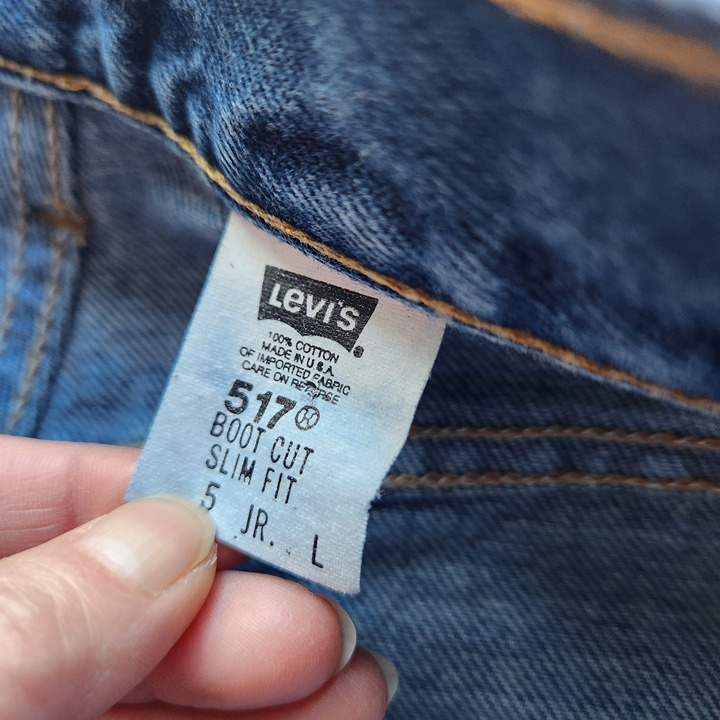 Levi's
100% COTTON
MADE IN U.S.A.
OF IMPORTED FABRIC
CARE ON REVERSE
517®
BOOT CUT
SLIM FIT
5 JR. L